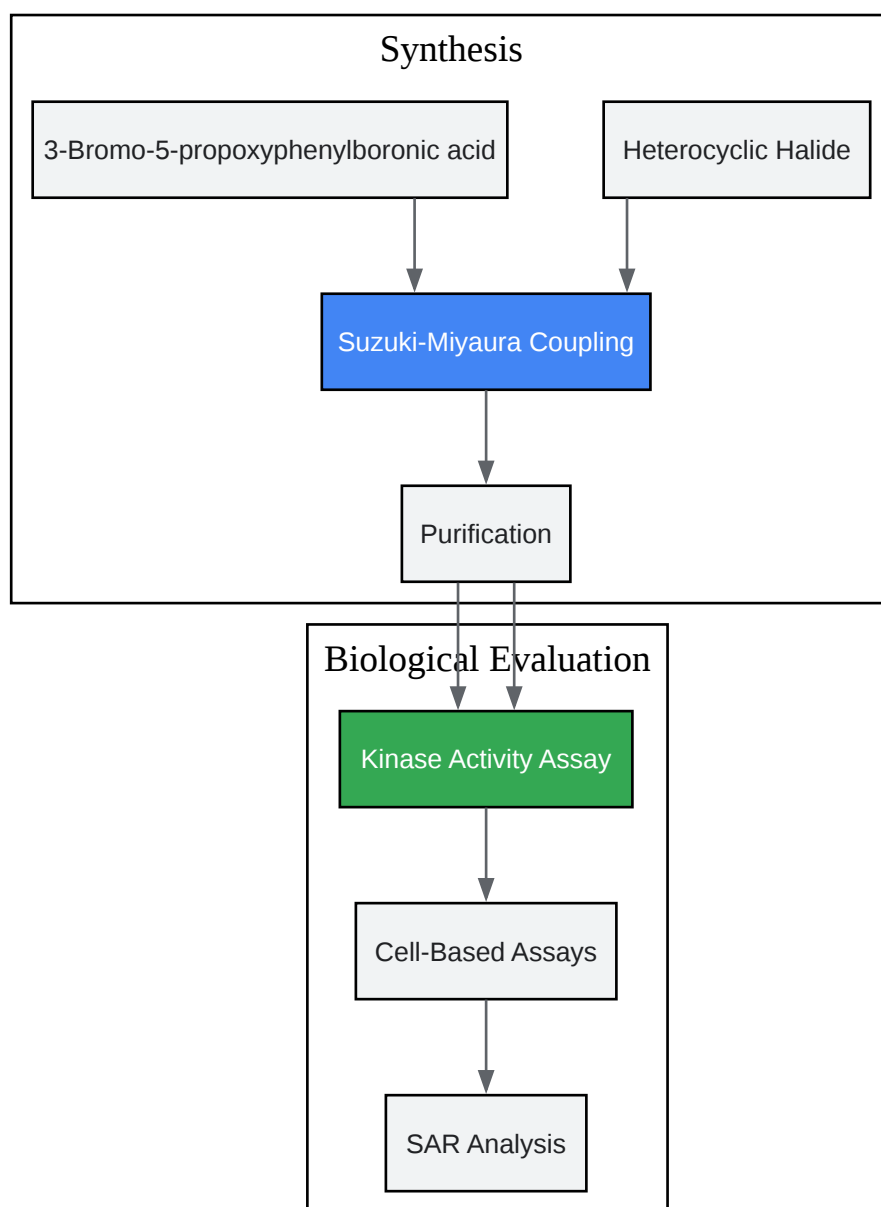 Synthesis
3-Bromo-5-propoxyphenylboronic acid
Heterocyclic Halide
Suzuki-Miyaura Coupling
Purification
Biological Evaluation
Kinase Activity Assay
Cell-Based Assays
SAR Analysis